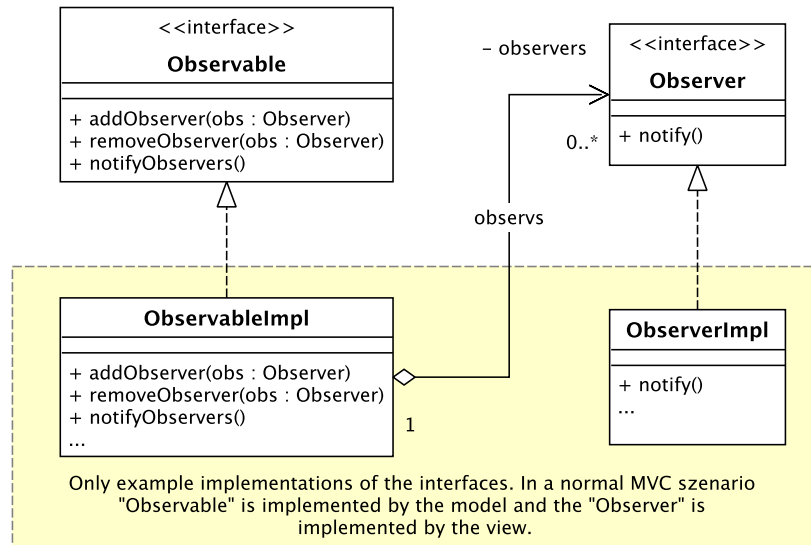 <<interface>>
Observable
+ addObserver(obs : Observer)
+ removeObserver(obs : Observer)
+ notifyObservers()
- observers
<<interface>>
Observer
+ notify()
0..*
observs
ObservableImpl
+ addObserver(obs : Observer)
+ removeObserver(obs : Observer)
+ notifyObservers()
...
1
ObserverImpl
+ notify()
...
Only example implementations of the interfaces. In a normal MVC szenario
"Observable" is implemented by the model and the "Observer" is
implemented by the view.